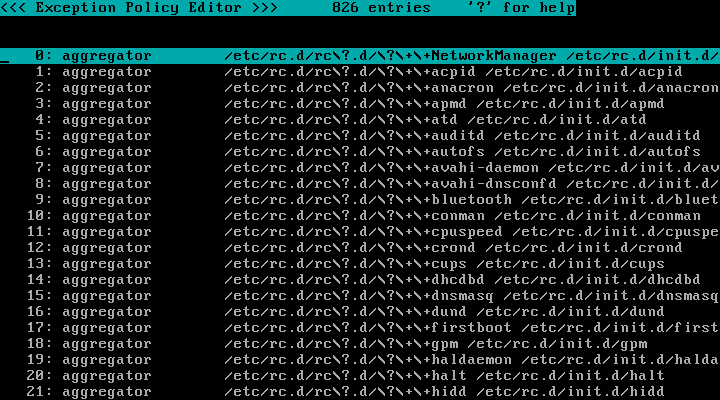 <<< Exception Policy Editor >>>      826 entries    '?' for help
0: aggregator        /etc/rc.d/rc\?.d/\?\+\+NetworkManager /etc/rc.d/init.d/
1: aggregator        /etc/rc.d/rc\?.d/\?\+\+acpid /etc/rc.d/init.d/acpid
2: aggregator        /etc/rc.d/rc\?.d/\?\+\+anacron /etc/rc.d/init.d/anacron
3: aggregator        /etc/rc.d/rc\?.d/\?\+\+apmd /etc/rc.d/init.d/apmd
4: aggregator        /etc/rc.d/rc\?.d/\?\+\+atd /etc/rc.d/init.d/atd
5: aggregator        /etc/rc.d/rc\?.d/\?\+\+auditd /etc/rc.d/init.d/auditd
6: aggregator        /etc/rc.d/rc\?.d/\?\+\+autofs /etc/rc.d/init.d/autofs
7: aggregator        /etc/rc.d/rc\?.d/\?\+\+avahi-daemon /etc/rc.d/init.d/av
8: aggregator        /etc/rc.d/rc\?.d/\?\+\+avahi-dnsconfd /etc/rc.d/init.d/
9: aggregator        /etc/rc.d/rc\?.d/\?\+\+bluetooth /etc/rc.d/init.d/bluet
10: aggregator        /etc/rc.d/rc\?.d/\?\+\+conman /etc/rc.d/init.d/conman
11: aggregator        /etc/rc.d/rc\?.d/\?\+\+cpuspeed /etc/rc.d/init.d/cpuspe
12: aggregator        /etc/rc.d/rc\?.d/\?\+\+crond /etc/rc.d/init.d/crond
13: aggregator        /etc/rc.d/rc\?.d/\?\+\+cups /etc/rc.d/init.d/cups
14: aggregator        /etc/rc.d/rc\?.d/\?\+\+dhcdbd /etc/rc.d/init.d/dhcdbd
15: aggregator        /etc/rc.d/rc\?.d/\?\+\+dnsmasq /etc/rc.d/init.d/dnsmasq
16: aggregator        /etc/rc.d/rc\?.d/\?\+\+dund /etc/rc.d/init.d/dund
17: aggregator        /etc/rc.d/rc\?.d/\?\+\+firstboot /etc/rc.d/init.d/first
18: aggregator        /etc/rc.d/rc\?.d/\?\+\+gpm /etc/rc.d/init.d/gpm
19: aggregator        /etc/rc.d/rc\?.d/\?\+\+haldaemon /etc/rc.d/init.d/halda
20: aggregator        /etc/rc.d/rc\?.d/\?\+\+halt /etc/rc.d/init.d/halt
21: aggregator        /etc/rc.d/rc\?.d/\?\+\+hidd /etc/rc.d/init.d/hidd